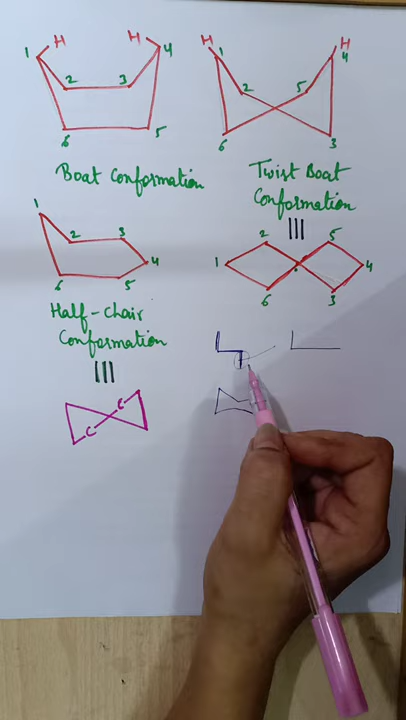 H H
1 4
2 3
6 5
Boat Conformation
H H
1 4
2 5
6 3
Twist Boat
Conformation
1 2 3 4
6 5
Half-Chair
Conformation
2 5
1 4
6 3
C C